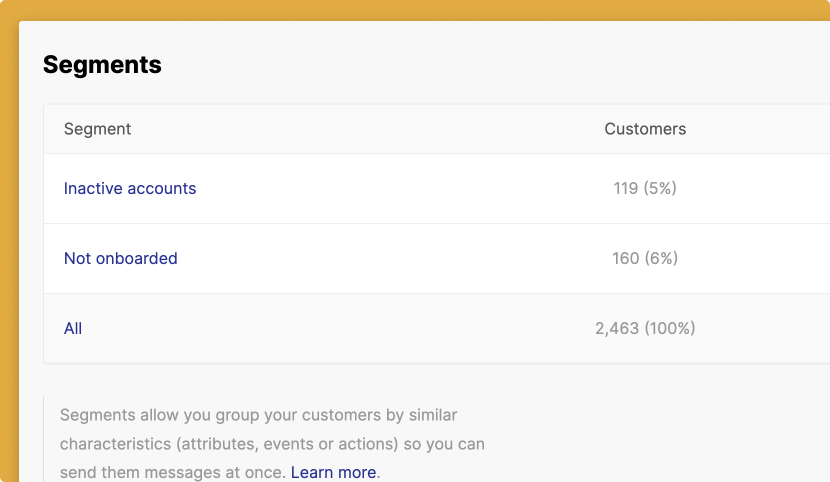 Segments
Segment Customers
Inactive accounts 119 (5%)
Not onboarded 160 (6%)
All 2,463 (100%)
Segments allow you group your customers by similar
characteristics (attributes, events or actions) so you can
send them messages at once. Learn more.